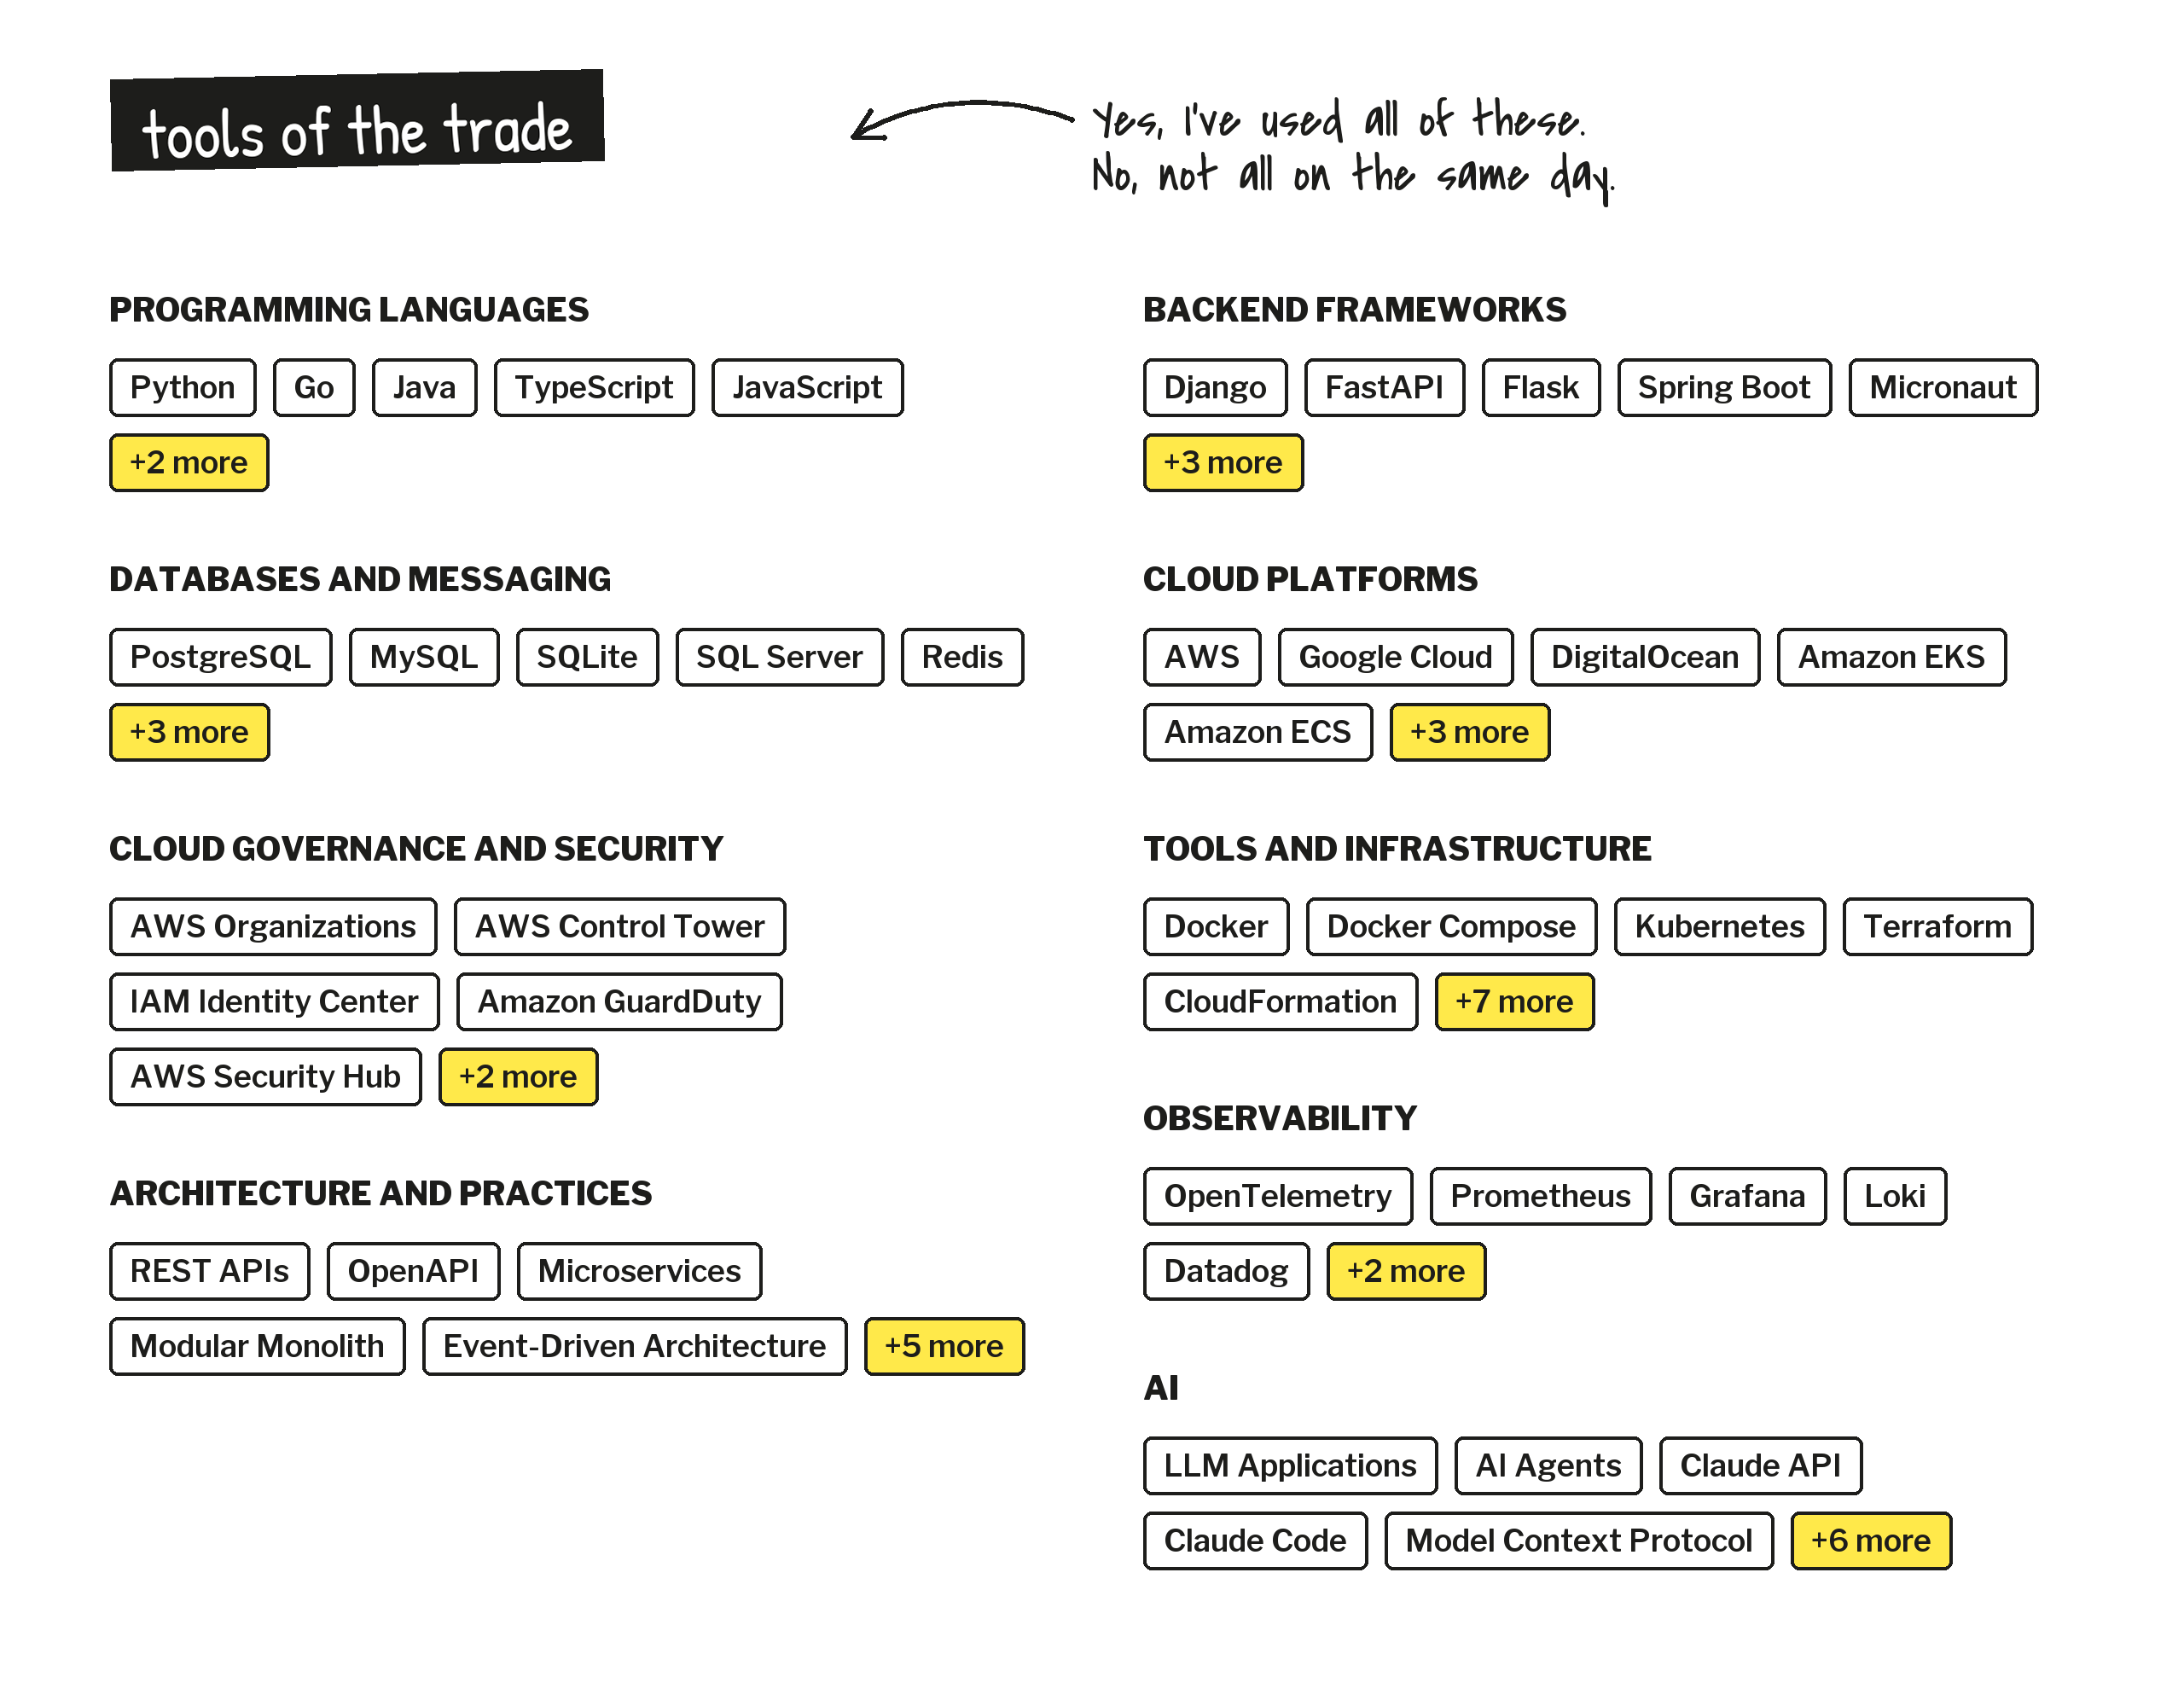 tools of the trade
Yes, I've used all of these.
No, not all on the same day.
PROGRAMMING LANGUAGES
Python Go Java TypeScript JavaScript
+2 more
DATABASES AND MESSAGING
PostgreSQL MySQL SQLite SQL Server Redis
+3 more
CLOUD GOVERNANCE AND SECURITY
AWS Organizations AWS Control Tower
IAM Identity Center Amazon GuardDuty
AWS Security Hub +2 more
ARCHITECTURE AND PRACTICES
REST APIs OpenAPI Microservices
Modular Monolith Event-Driven Architecture +5 more
BACKEND FRAMEWORKS
Django FastAPI Flask Spring Boot Micronaut
+3 more
CLOUD PLATFORMS
AWS Google Cloud DigitalOcean Amazon EKS
Amazon ECS +3 more
TOOLS AND INFRASTRUCTURE
Docker Docker Compose Kubernetes Terraform
CloudFormation +7 more
OBSERVABILITY
OpenTelemetry Prometheus Grafana Loki
Datadog +2 more
AI
LLM Applications AI Agents Claude API
Claude Code Model Context Protocol +6 more